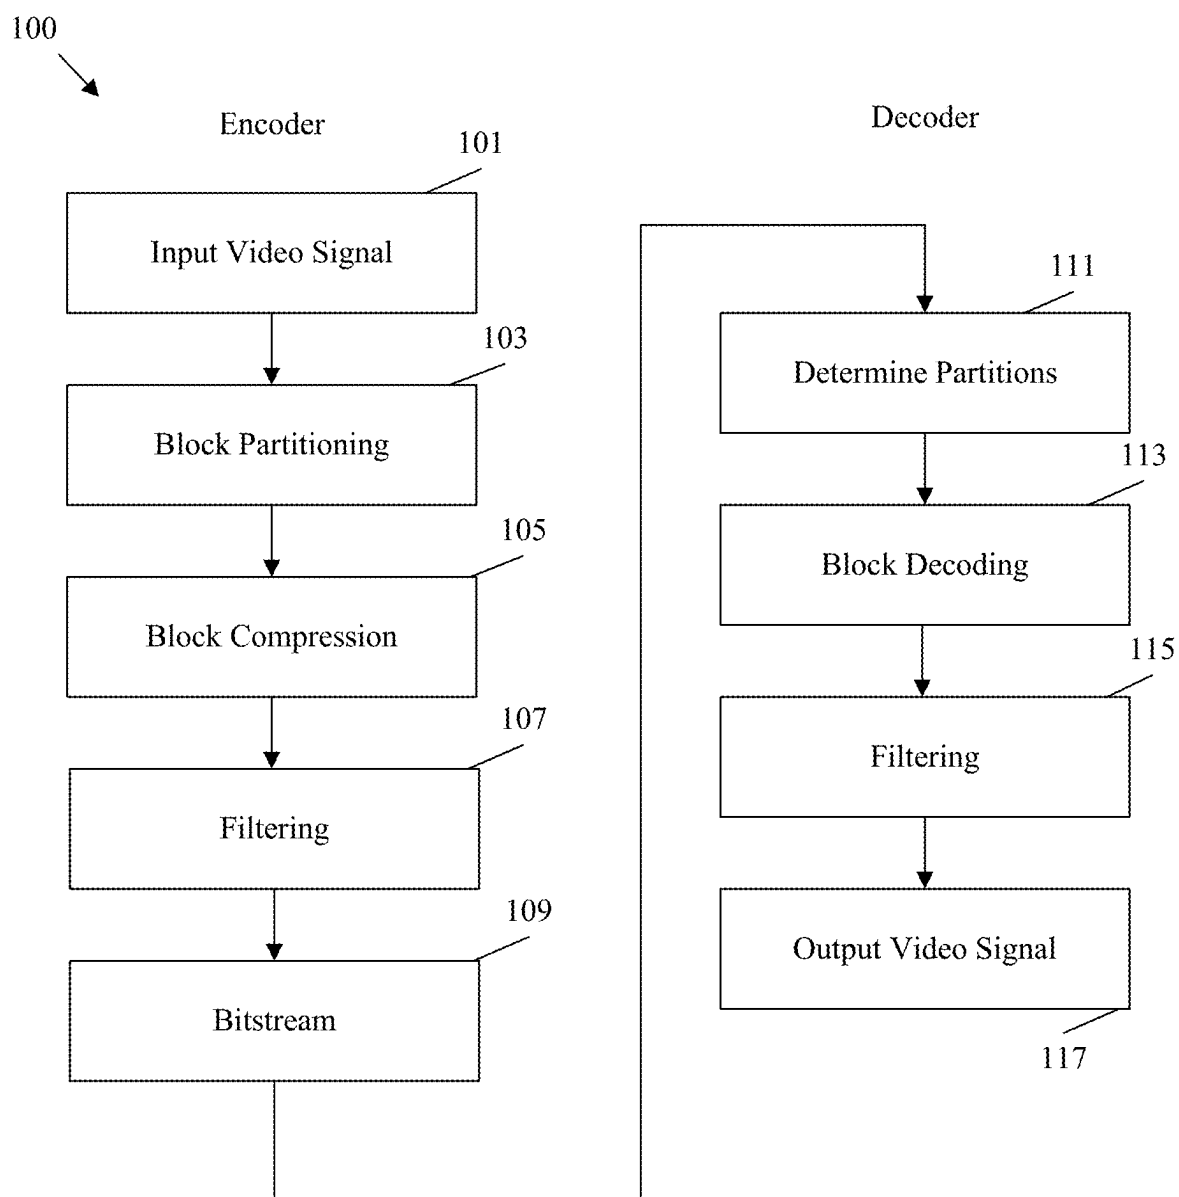 100
Encoder
101
Input Video Signal
103
Block Partitioning
105
Block Compression
107
Filtering
109
Bitstream
Decoder
111
Determine Partitions
113
Block Decoding
115
Filtering
Output Video Signal
117